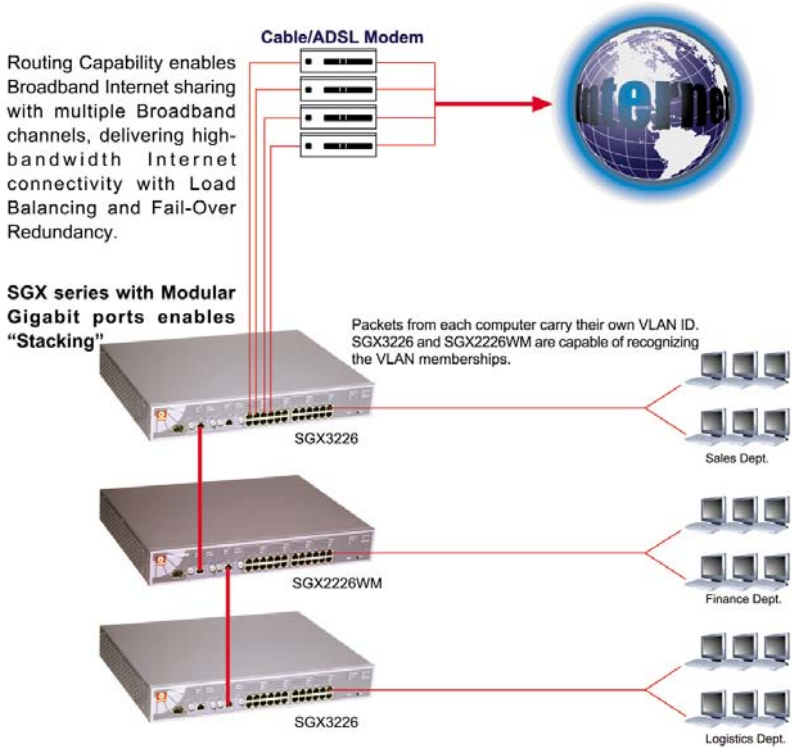 Cable/ADSL Modem
Routing Capability enables
Broadband Internet sharing
with multiple Broadband
channels, delivering high-
bandwidth Internet
connectivity with Load
Balancing and Fail-Over
Redundancy.
Internet
SGX series with Modular
Gigabit ports enables
“Stacking”
Packets from each computer carry their own VLAN ID.
SGX3226 and SGX2226WM are capable of recognizing
the VLAN memberships.
SGX3226
Sales Dept.
SGX2226WM
Finance Dept.
SGX3226
Logistics Dept.